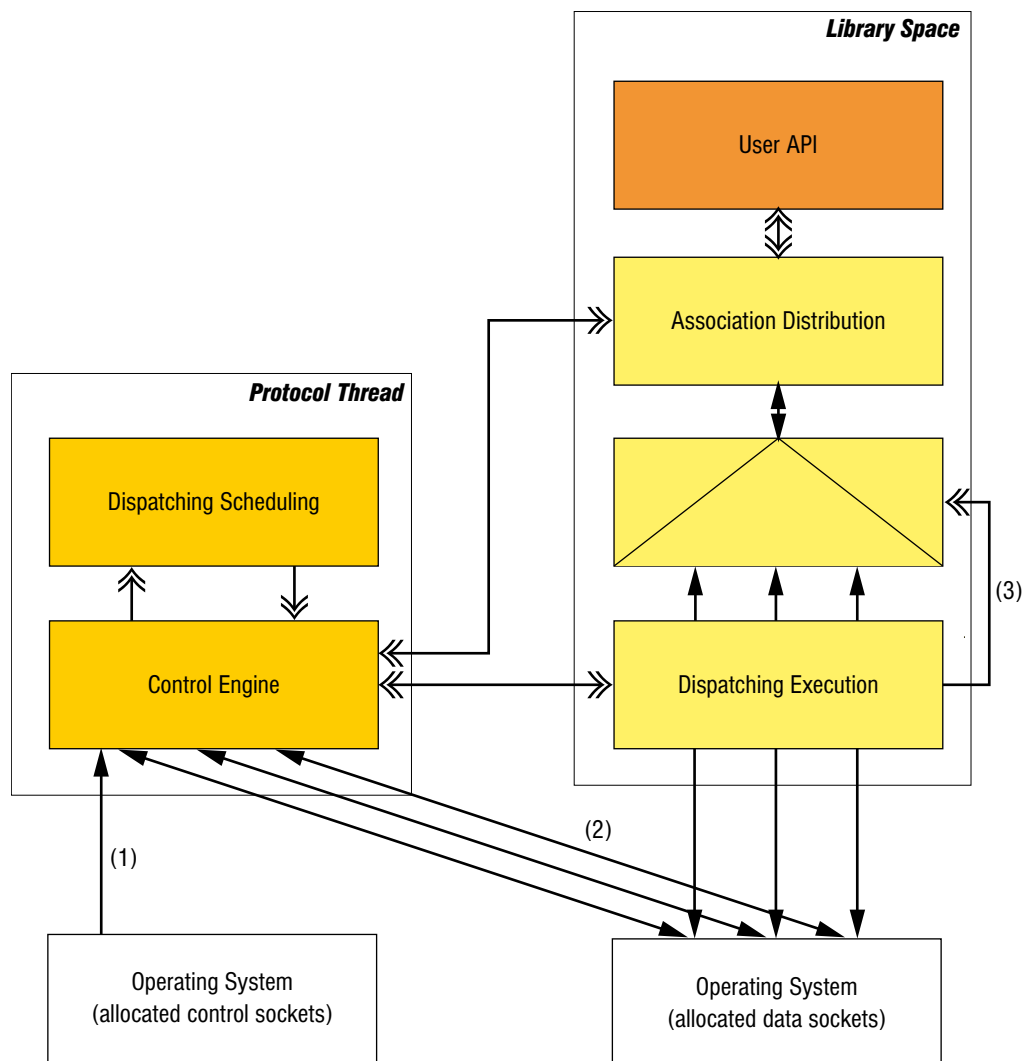 Library Space
User API
Association Distribution
Protocol Thread
Dispatching Scheduling
(3)
Control Engine
Dispatching Execution
(2)
(1)
Operating System
(allocated control sockets)
Operating System
(allocated data sockets)